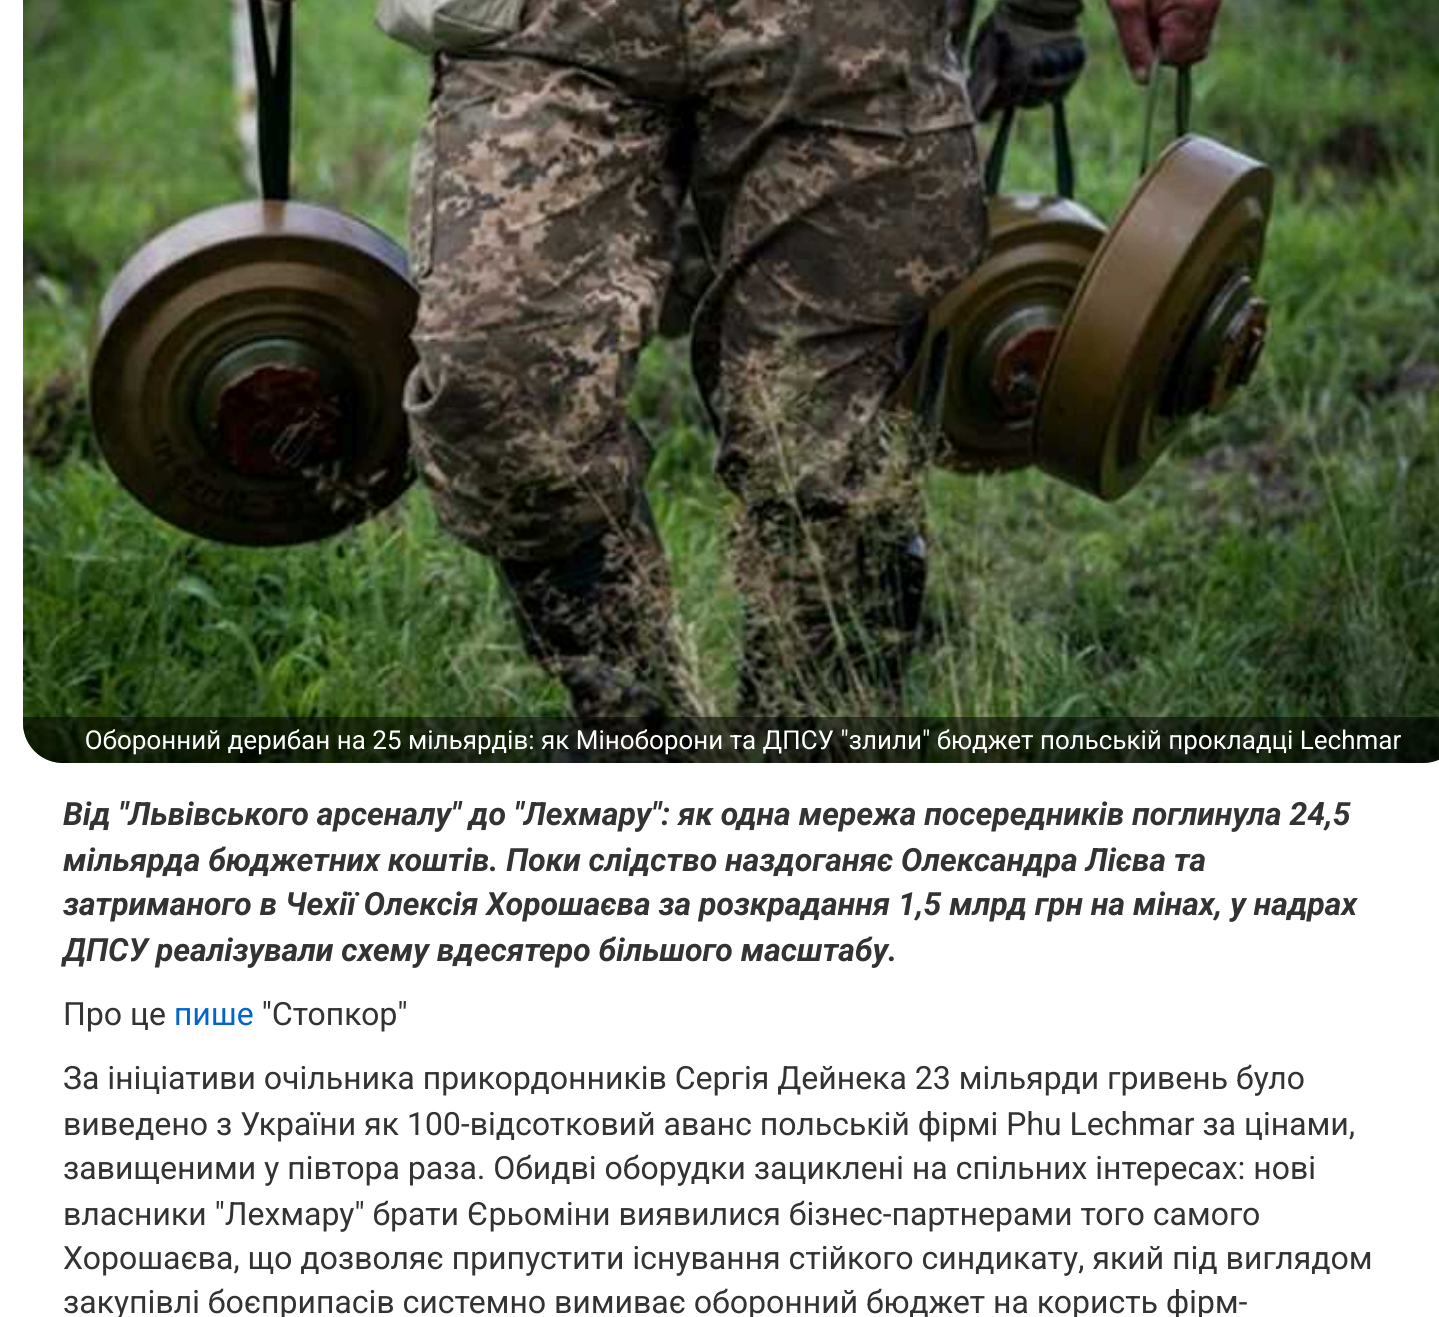 Оборонний дерибан на 25 мільярдів: як Міноборони та ДПСУ "злили" бюджет польській прокладці Lechmar
Від "Львівського арсеналу" до "Лехмару": як одна мережа посередників поглинула 24,5
мільярда бюджетних коштів. Поки слідство наздоганяє Олександра Лієва та
затриманого в Чехії Олексія Хорошаєва за розкрадання 1,5 млрд грн на мінах, у надрах
ДПСУ реалізували схему вдесятеро більшого масштабу.
Про це пише "Стопкор"
За ініціативи очільника прикордонників Сергія Дейнека 23 мільярди гривень було
виведено з України як 100-відсотковий аванс польській фірмі Phu Lechmar за цінами,
завищеними у півтора раза. Обидві оборудки зациклені на спільних інтересах: нові
власники "Лехмару" брати Єрьоміни виявилися бізнес-партнерами того самого
Хорошаєва, що дозволяє припустити існування стійкого синдикату, який під виглядом
закупівлі боєприпасів системно вимиває оборонний бюджет на користь фірм-